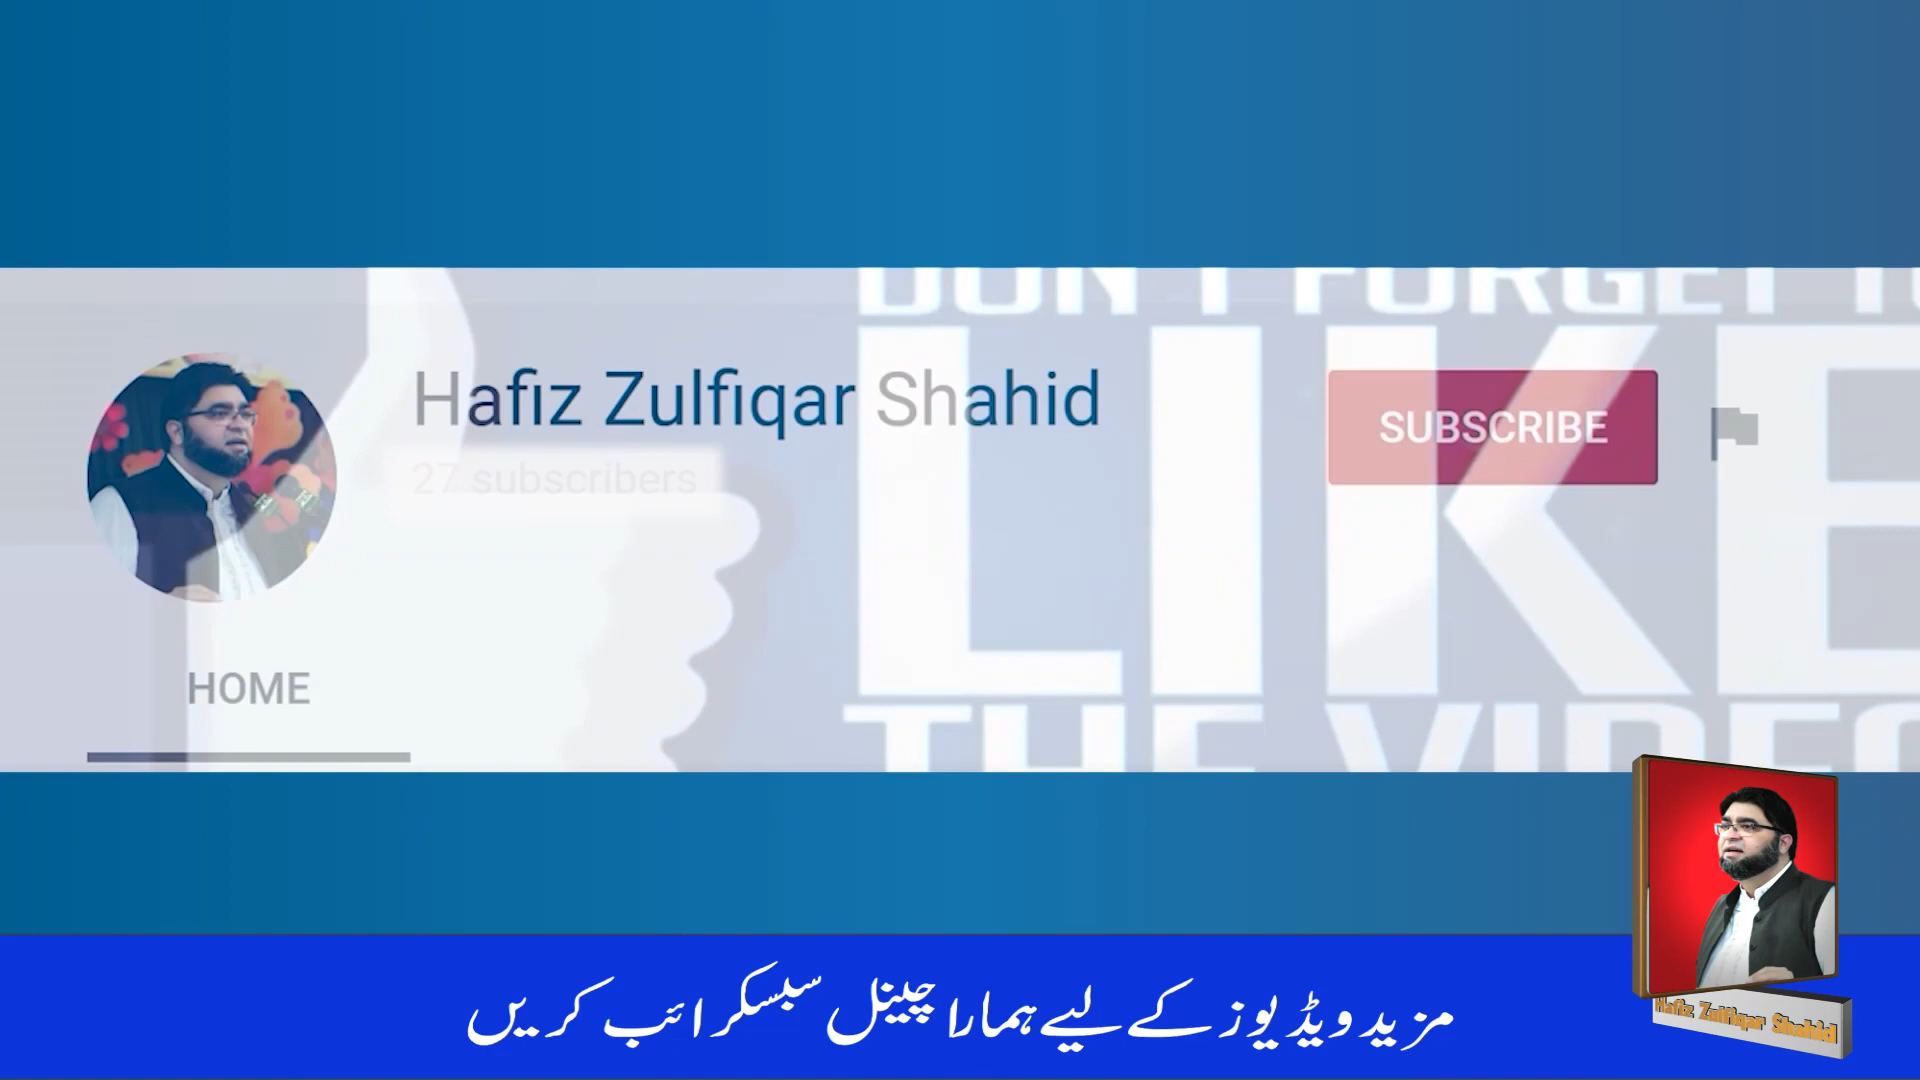 DON'T FORGET TO
LIKE
THE VIDEO
Hafiz Zulfiqar Shahid
27 subscribers
SUBSCRIBE
HOME
مزید ویڈیوز کے لیے ہمارا چینل سبسکرائب کریں
Hafiz Zulfiqar Shahid